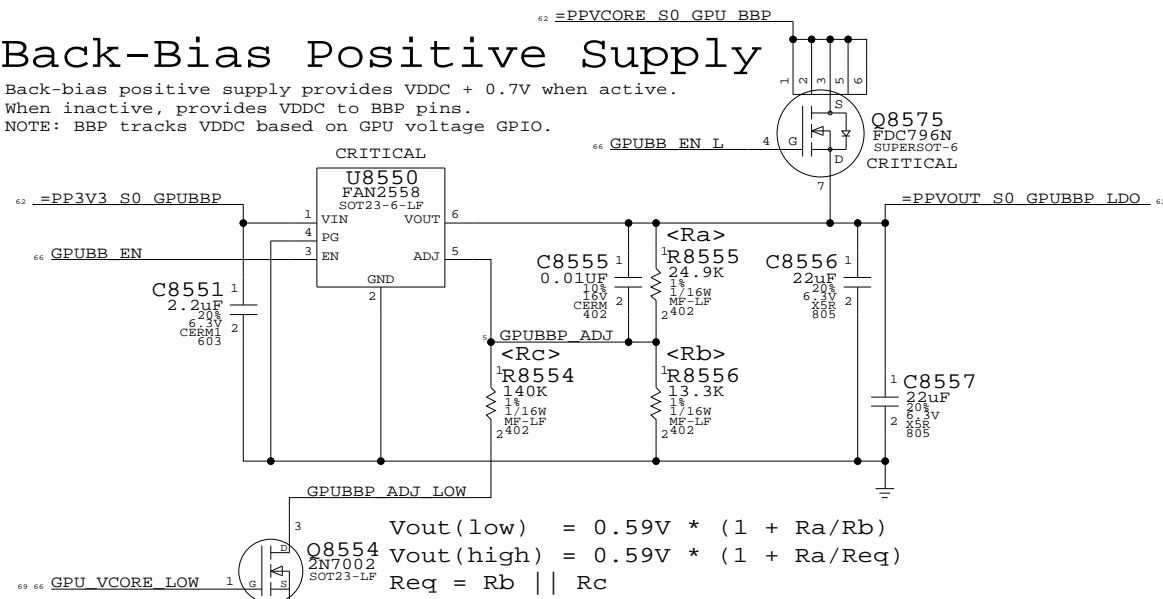 62 =PPVCORE_S0_GPU_BBP
Back-Bias Positive Supply
Back-bias positive supply provides VDDC + 0.7V when active.
When inactive, provides VDDC to BBP pins.
NOTE: BBP tracks VDDC based on GPU voltage GPIO.
1 2 3 5 6
S
Q8575
FDC796N
SUPERSOT-6
CRITICAL
66 GPUBB_EN_L 4 G
D
7
CRITICAL
U8550
FAN2558
SOT23-6-LF
62 =PP3V3_S0_GPUBBP
1 VIN VOUT 6
4 PG
66 GPUBB_EN 3 EN ADJ 5
GND
2
=PPVOUT_S0_GPUBBP_LDO
C8551 1
2.2uF
20%
6.3V
CERM1
603
2
C8555 1
0.01UF
10%
16V
CERM
402
2
<Ra>
1
R8555
24.9K
1%
1/16W
MF-LF
402
2
C8556 1
22uF
20%
6.3V
X5R
805
2
5 GPUBBP_ADJ
<Rc>
1
R8554
140K
1%
1/16W
MF-LF
402
2
<Rb>
1
R8556
13.3K
1%
1/16W
MF-LF
402
2
1 C8557
22uF
20%
6.3V
X5R
805
2
GPUBBP_ADJ_LOW
3
D
Q8554
2N7002
SOT23-LF
69 66 GPU_VCORE_LOW 1 G S
Vout(low) = 0.59V * (1 + Ra/Rb)
Vout(high) = 0.59V * (1 + Ra/Req)
Req = Rb || Rc